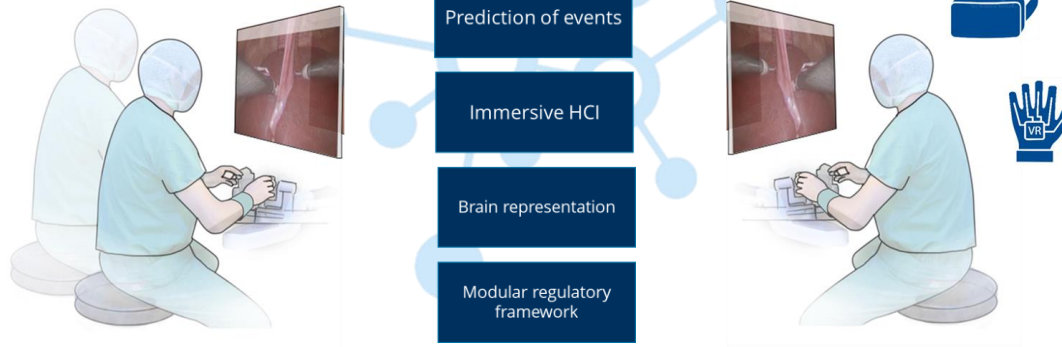 Prediction of events
Immersive HCI
VR
Brain representation
Modular regulatory
framework